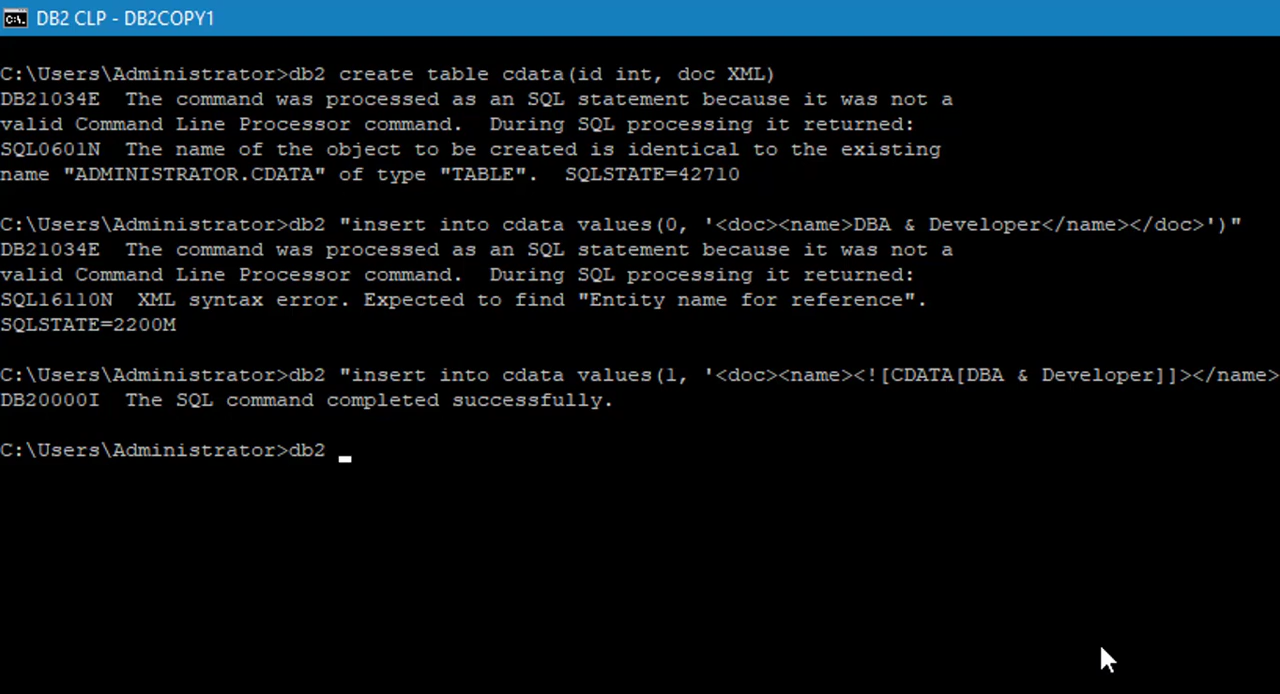 DB2 CLP - DB2COPY1
C:\Users\Administrator>db2 create table cdata(id int, doc XML)
DB21034E  The command was processed as an SQL statement because it was not a
valid Command Line Processor command.  During SQL processing it returned:
SQL0601N  The name of the object to be created is identical to the existing
name "ADMINISTRATOR.CDATA" of type "TABLE".  SQLSTATE=42710
C:\Users\Administrator>db2 "insert into cdata values(0, '<doc><name>DBA & Developer</name></doc>')"
DB21034E  The command was processed as an SQL statement because it was not a
valid Command Line Processor command.  During SQL processing it returned:
SQL16110N  XML syntax error. Expected to find "Entity name for reference".
SQLSTATE=2200M
C:\Users\Administrator>db2 "insert into cdata values(1, '<doc><name><![CDATA[DBA & Developer]]></name>
DB20000I  The SQL command completed successfully.
C:\Users\Administrator>db2